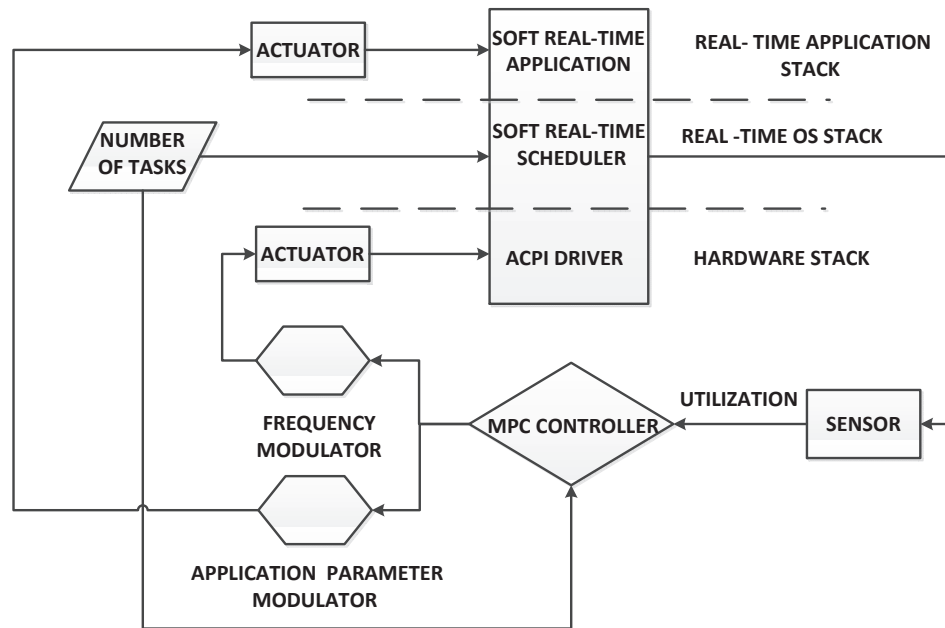 ACTUATOR
SOFT REAL-TIME
APPLICATION
REAL- TIME APPLICATION
STACK
NUMBER
OF TASKS
SOFT REAL-TIME
SCHEDULER
REAL -TIME OS STACK
ACTUATOR
ACPI DRIVER
HARDWARE STACK
FREQUENCY
MODULATOR
MPC CONTROLLER
UTILIZATION
SENSOR
APPLICATION PARAMETER
MODULATOR